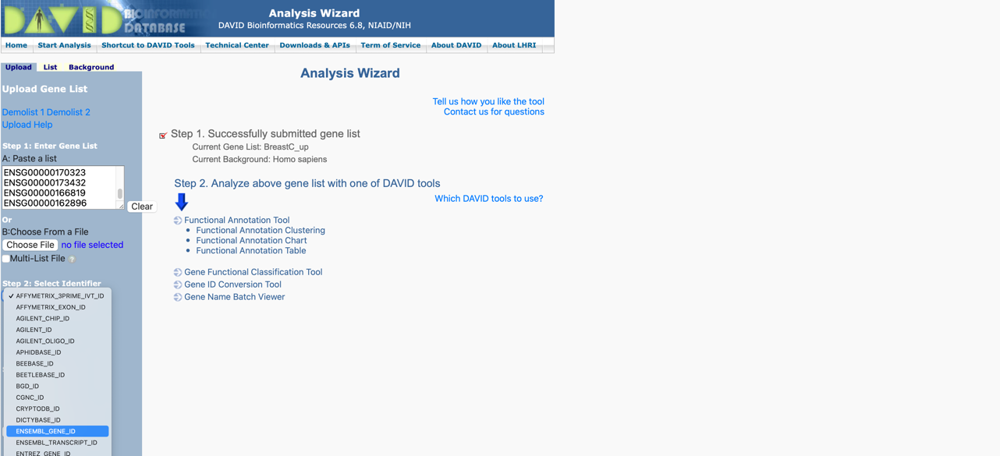 DAVID BIOINFORMATICS
DATABASE
Analysis Wizard
DAVID Bioinformatics Resources 6.8, NIAID/NIH
Home Start Analysis Shortcut to DAVID Tools Technical Center Downloads & APIs Term of Service About DAVID About LHRI
Upload List Background
Upload Gene List
Demolist 1 Demolist 2
Upload Help
Step 1: Enter Gene List
A: Paste a list
ENSG00000170323
ENSG00000173432
ENSG00000166819
ENSG00000162896
Clear
Or
B:Choose From a File
Choose File no file selected
Multi-List File ?
Step 2: Select Identifier
✓ AFFYMETRIX_3PRIME_IVT_ID
AFFYMETRIX_EXON_ID
AGILENT_CHIP_ID
AGILENT_ID
AGILENT_OLIGO_ID
APHIDBASE_ID
BEEBASE_ID
BEETLEBASE_ID
BGD_ID
CGNC_ID
CRYPTODB_ID
DICTYBASE_ID
ENSEMBL_GENE_ID
ENSEMBL_TRANSCRIPT_ID
ENTREZ_GENE_ID
Analysis Wizard
Tell us how you like the tool
Contact us for questions
Step 1. Successfully submitted gene list
Current Gene List: BreastC_up
Current Background: Homo sapiens
Step 2. Analyze above gene list with one of DAVID tools
Which DAVID tools to use?
Functional Annotation Tool
• Functional Annotation Clustering
• Functional Annotation Chart
• Functional Annotation Table
Gene Functional Classification Tool
Gene ID Conversion Tool
Gene Name Batch Viewer